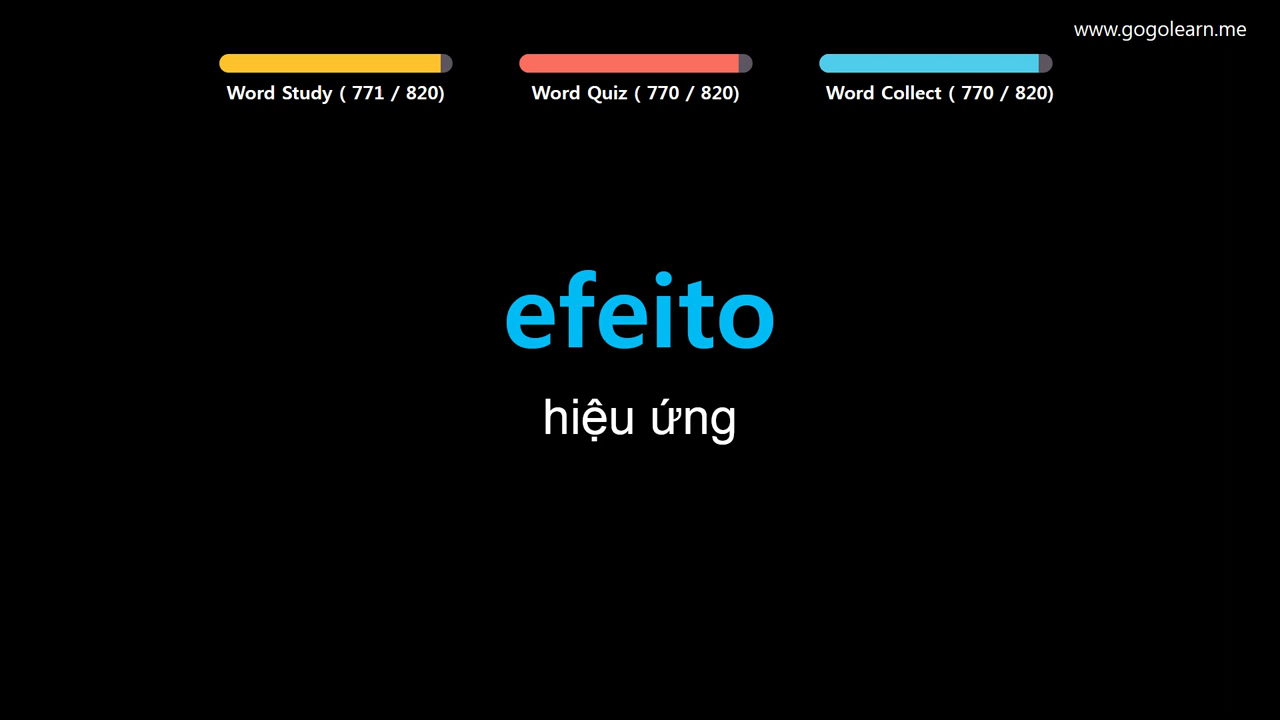 www.gogolearn.me
Word Study ( 771 / 820)
Word Quiz ( 770 / 820)
Word Collect ( 770 / 820)
efeito
hiệu ứng